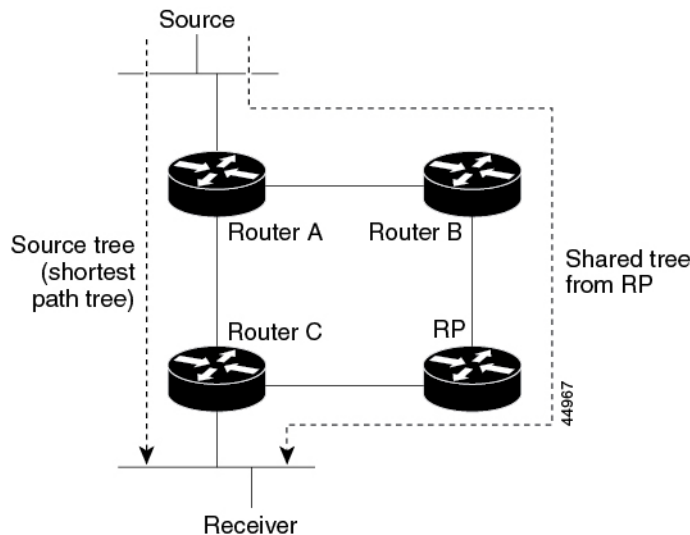 Source
Router A
Router B
Source tree
(shortest
path tree)
Shared tree
from RP
Router C
RP
44967
Receiver